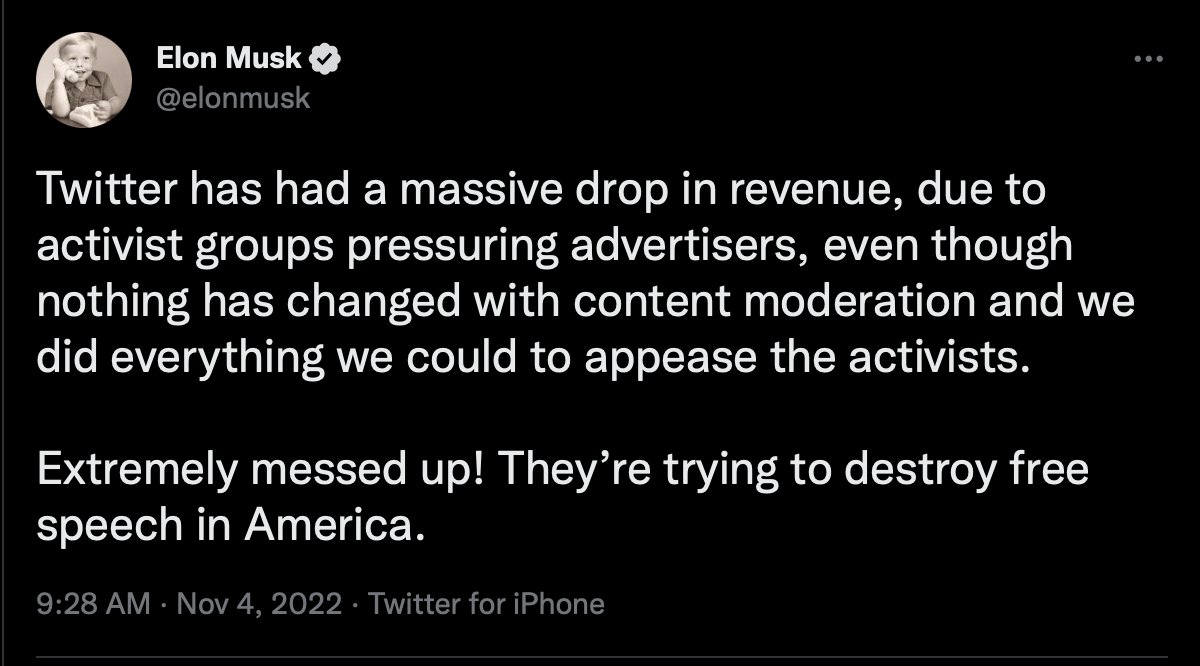 Elon Musk
@elonmusk
Twitter has had a massive drop in revenue, due to
activist groups pressuring advertisers, even though
nothing has changed with content moderation and we
did everything we could to appease the activists.
Extremely messed up! They’re trying to destroy free
speech in America.
9:28 AM · Nov 4, 2022 · Twitter for iPhone